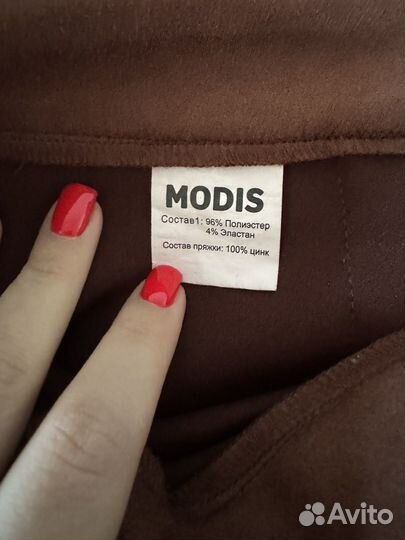 MODIS
Состав1: 96% Полиэстер
4% Эластан
Состав пряжки: 100% цинк
Avito